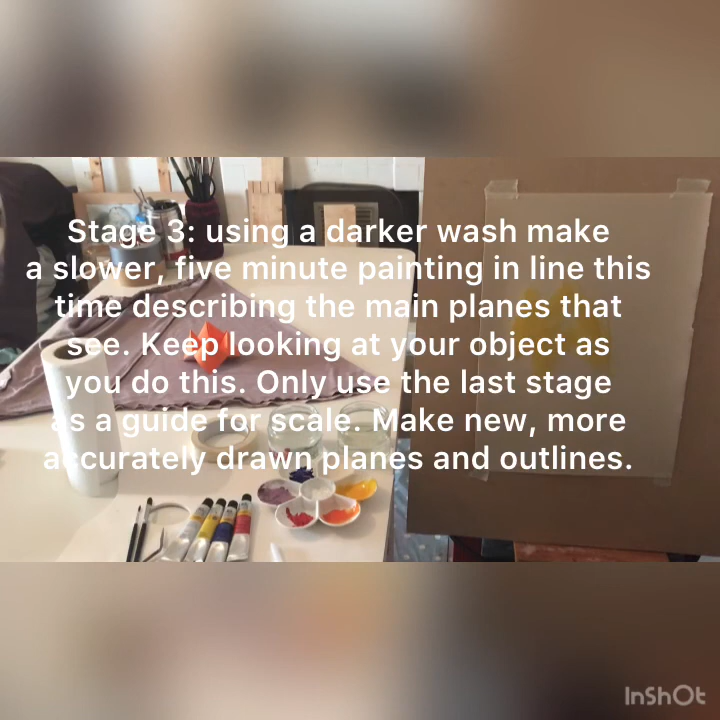 Stage 3: using a darker wash make
a slower, five minute painting in line this
time describing the main planes that
see. Keep looking at your object as
you do this. Only use the last stage
as a guide for scale. Make new, more
accurately drawn planes and outlines.
InShOt